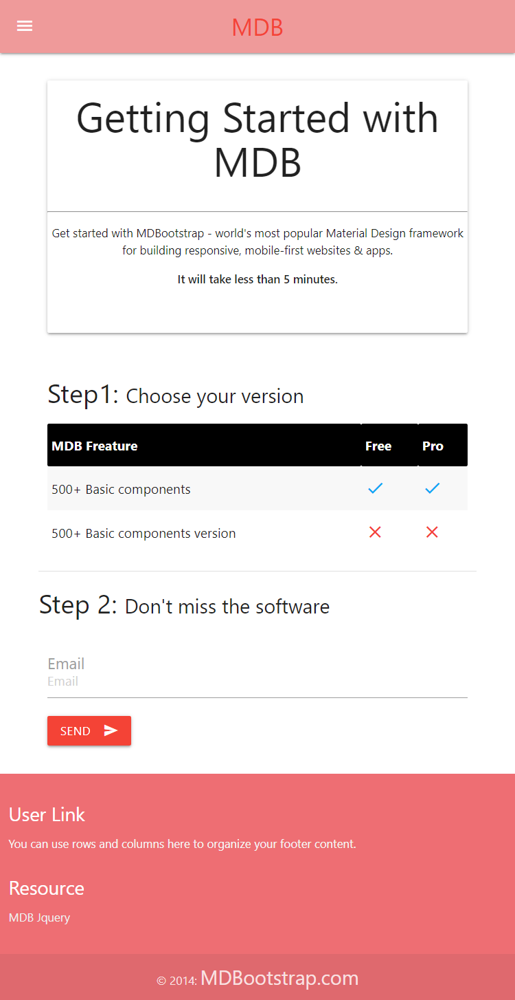 MDB
Getting Started with
MDB
Get started with MDBootstrap - world's most popular Material Design framework
for building responsive, mobile-first websites & apps.
It will take less than 5 minutes.
Step1: Choose your version
MDB Freature Free Pro
500+ Basic components
500+ Basic components version
Step 2: Don't miss the software
Email
Email
SEND
User Link
You can use rows and columns here to organize your footer content.
Resource
MDB Jquery
© 2014: MDBootstrap.com